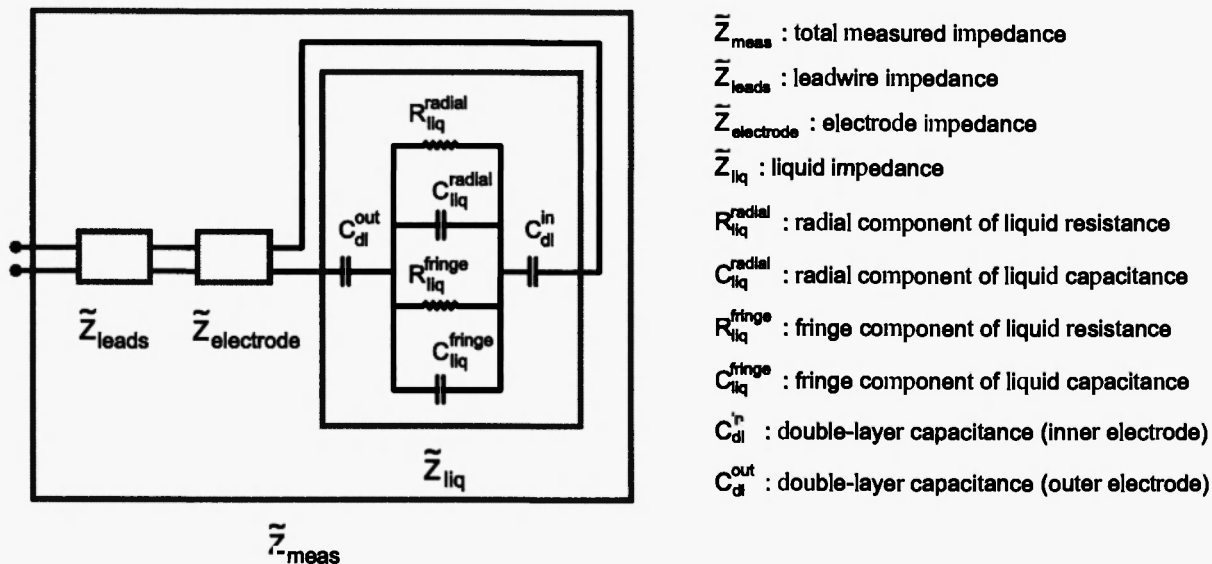 R_liq^radial
C_liq^radial
C_dl^out
C_dl^in
R_liq^fringe
C_liq^fringe
Z̃_leads
Z̃_electrode
Z̃_liq
Z̃_meas
Z̃_meas : total measured impedance
Z̃_leads : leadwire impedance
Z̃_electrode : electrode impedance
Z̃_liq : liquid impedance
R_liq^radial : radial component of liquid resistance
C_liq^radial : radial component of liquid capacitance
R_liq^fringe : fringe component of liquid resistance
C_liq^fringe : fringe component of liquid capacitance
C_dl^in : double-layer capacitance (inner electrode)
C_dl^out : double-layer capacitance (outer electrode)